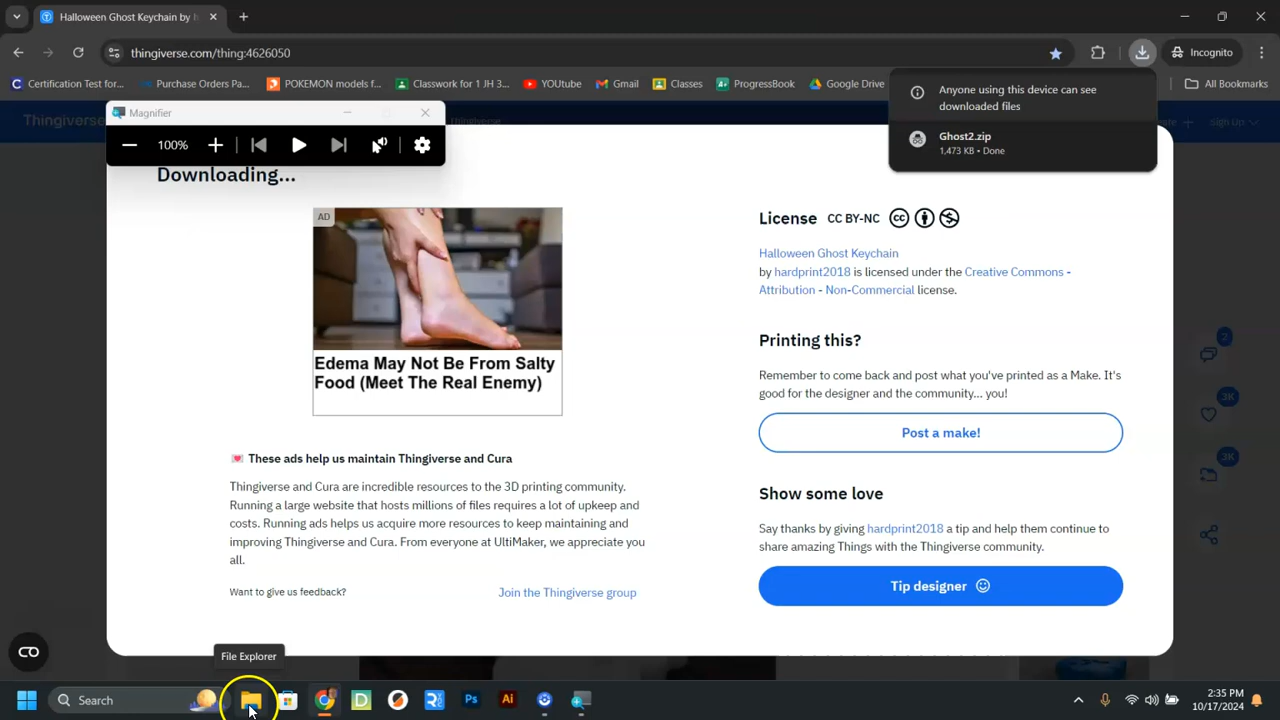 Halloween Ghost Keychain by h
thingiverse.com/thing:4626050
Incognito
Certification Test for...
Purchase Orders Pa...
POKEMON models f...
Classwork for 1 JH 3...
YOUtube
Gmail
Classes
ProgressBook
Google Drive
All Bookmarks
Anyone using this device can see
downloaded files
Ghost2.zip
1,473 KB • Done
Magnifier
Thingiverse
Sign Up
100%
Downloading...
AD
Edema May Not Be From Salty
Food (Meet The Real Enemy)
These ads help us maintain Thingiverse and Cura
Thingiverse and Cura are incredible resources to the 3D printing community.
Running a large website that hosts millions of files requires a lot of upkeep and
costs. Running ads helps us acquire more resources to keep maintaining and
improving Thingiverse and Cura. From everyone at UltiMaker, we appreciate you
all.
Want to give us feedback?
Join the Thingiverse group
License CC BY-NC
Halloween Ghost Keychain
by hardprint2018 is licensed under the Creative Commons -
Attribution - Non-Commercial license.
Printing this?
Remember to come back and post what you've printed as a Make. It's
good for the designer and the community... you!
Post a make!
Show some love
Say thanks by giving hardprint2018 a tip and help them continue to
share amazing Things with the Thingiverse community.
Tip designer
2
3K
3K
File Explorer
Search
2:35 PM
10/17/2024